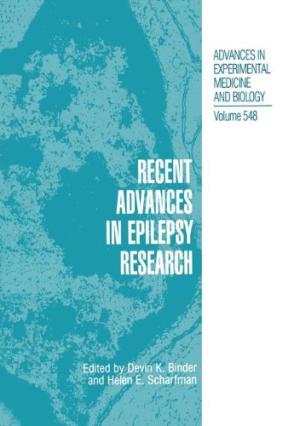 ADVANCES IN
EXPERIMENTAL
MEDICINE
AND BIOLOGY
Volume 548
RECENT
ADVANCES
IN EPILEPSY
RESEARCH
Edited by Devin K. Binder
and Helen E. Scharfman